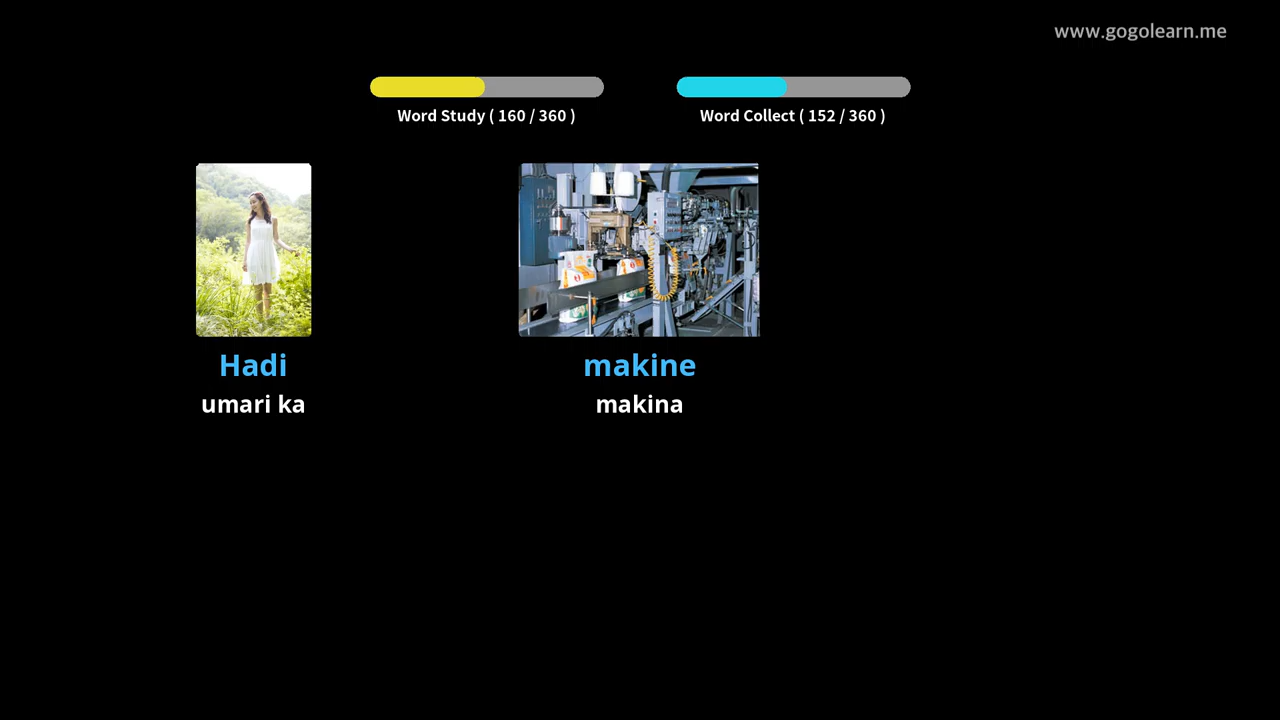 www.gogolearn.me
Word Study ( 160 / 360 )
Word Collect ( 152 / 360 )
Hadi
umari ka
makine
makina